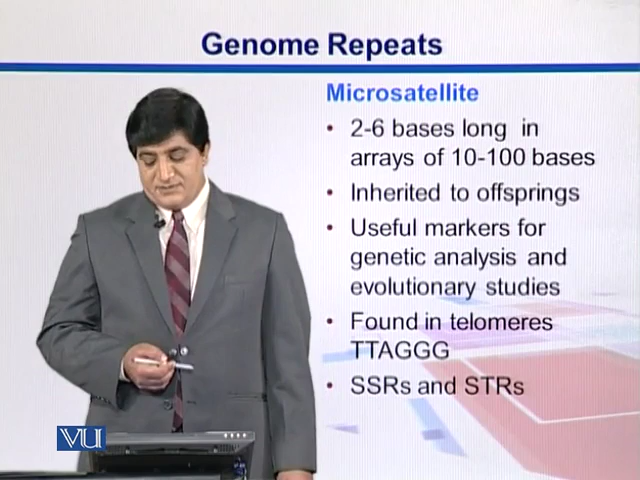 Genome Repeats
Microsatellite
• 2-6 bases long in
arrays of 10-100 bases
• Inherited to offsprings
• Useful markers for
genetic analysis and
evolutionary studies
• Found in telomeres
TTAGGG
• SSRs and STRs
VU